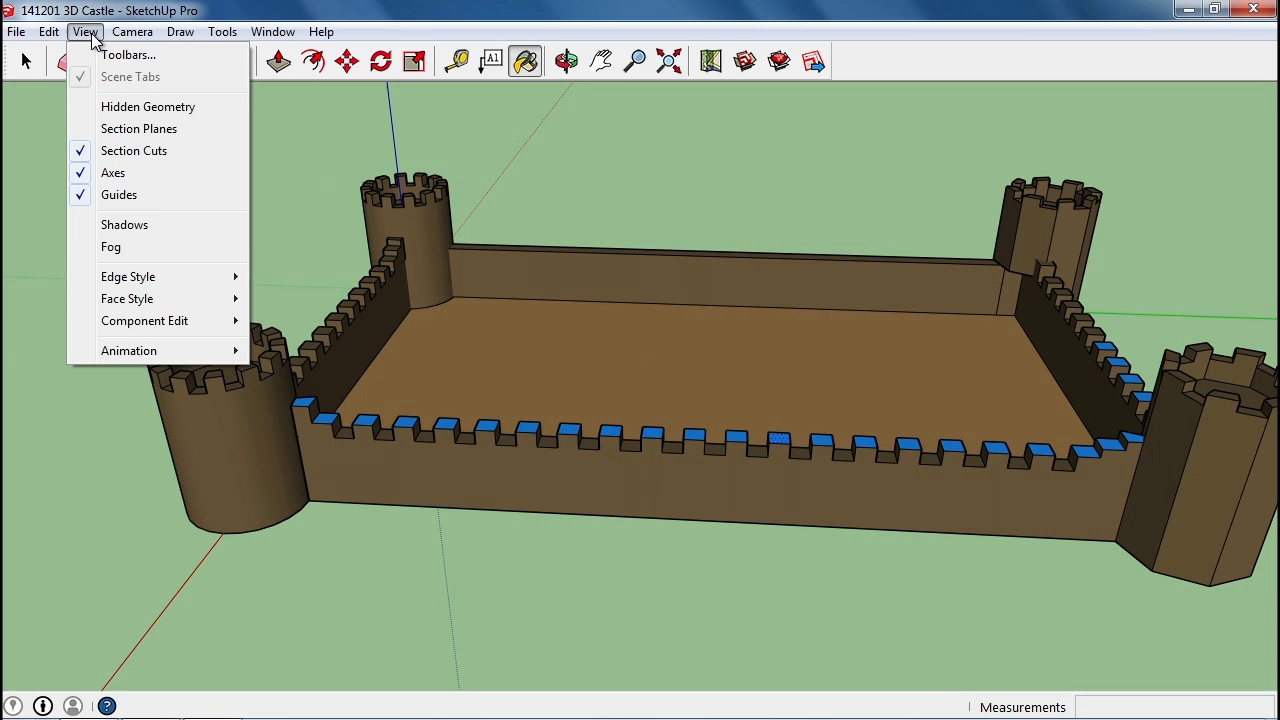 141201 3D Castle - SketchUp Pro
File Edit View Camera Draw Tools Window Help
A1
Toolbars...
Scene Tabs
Hidden Geometry
Section Planes
Section Cuts
Axes
Guides
Shadows
Fog
Edge Style
Face Style
Component Edit
Animation
Measurements